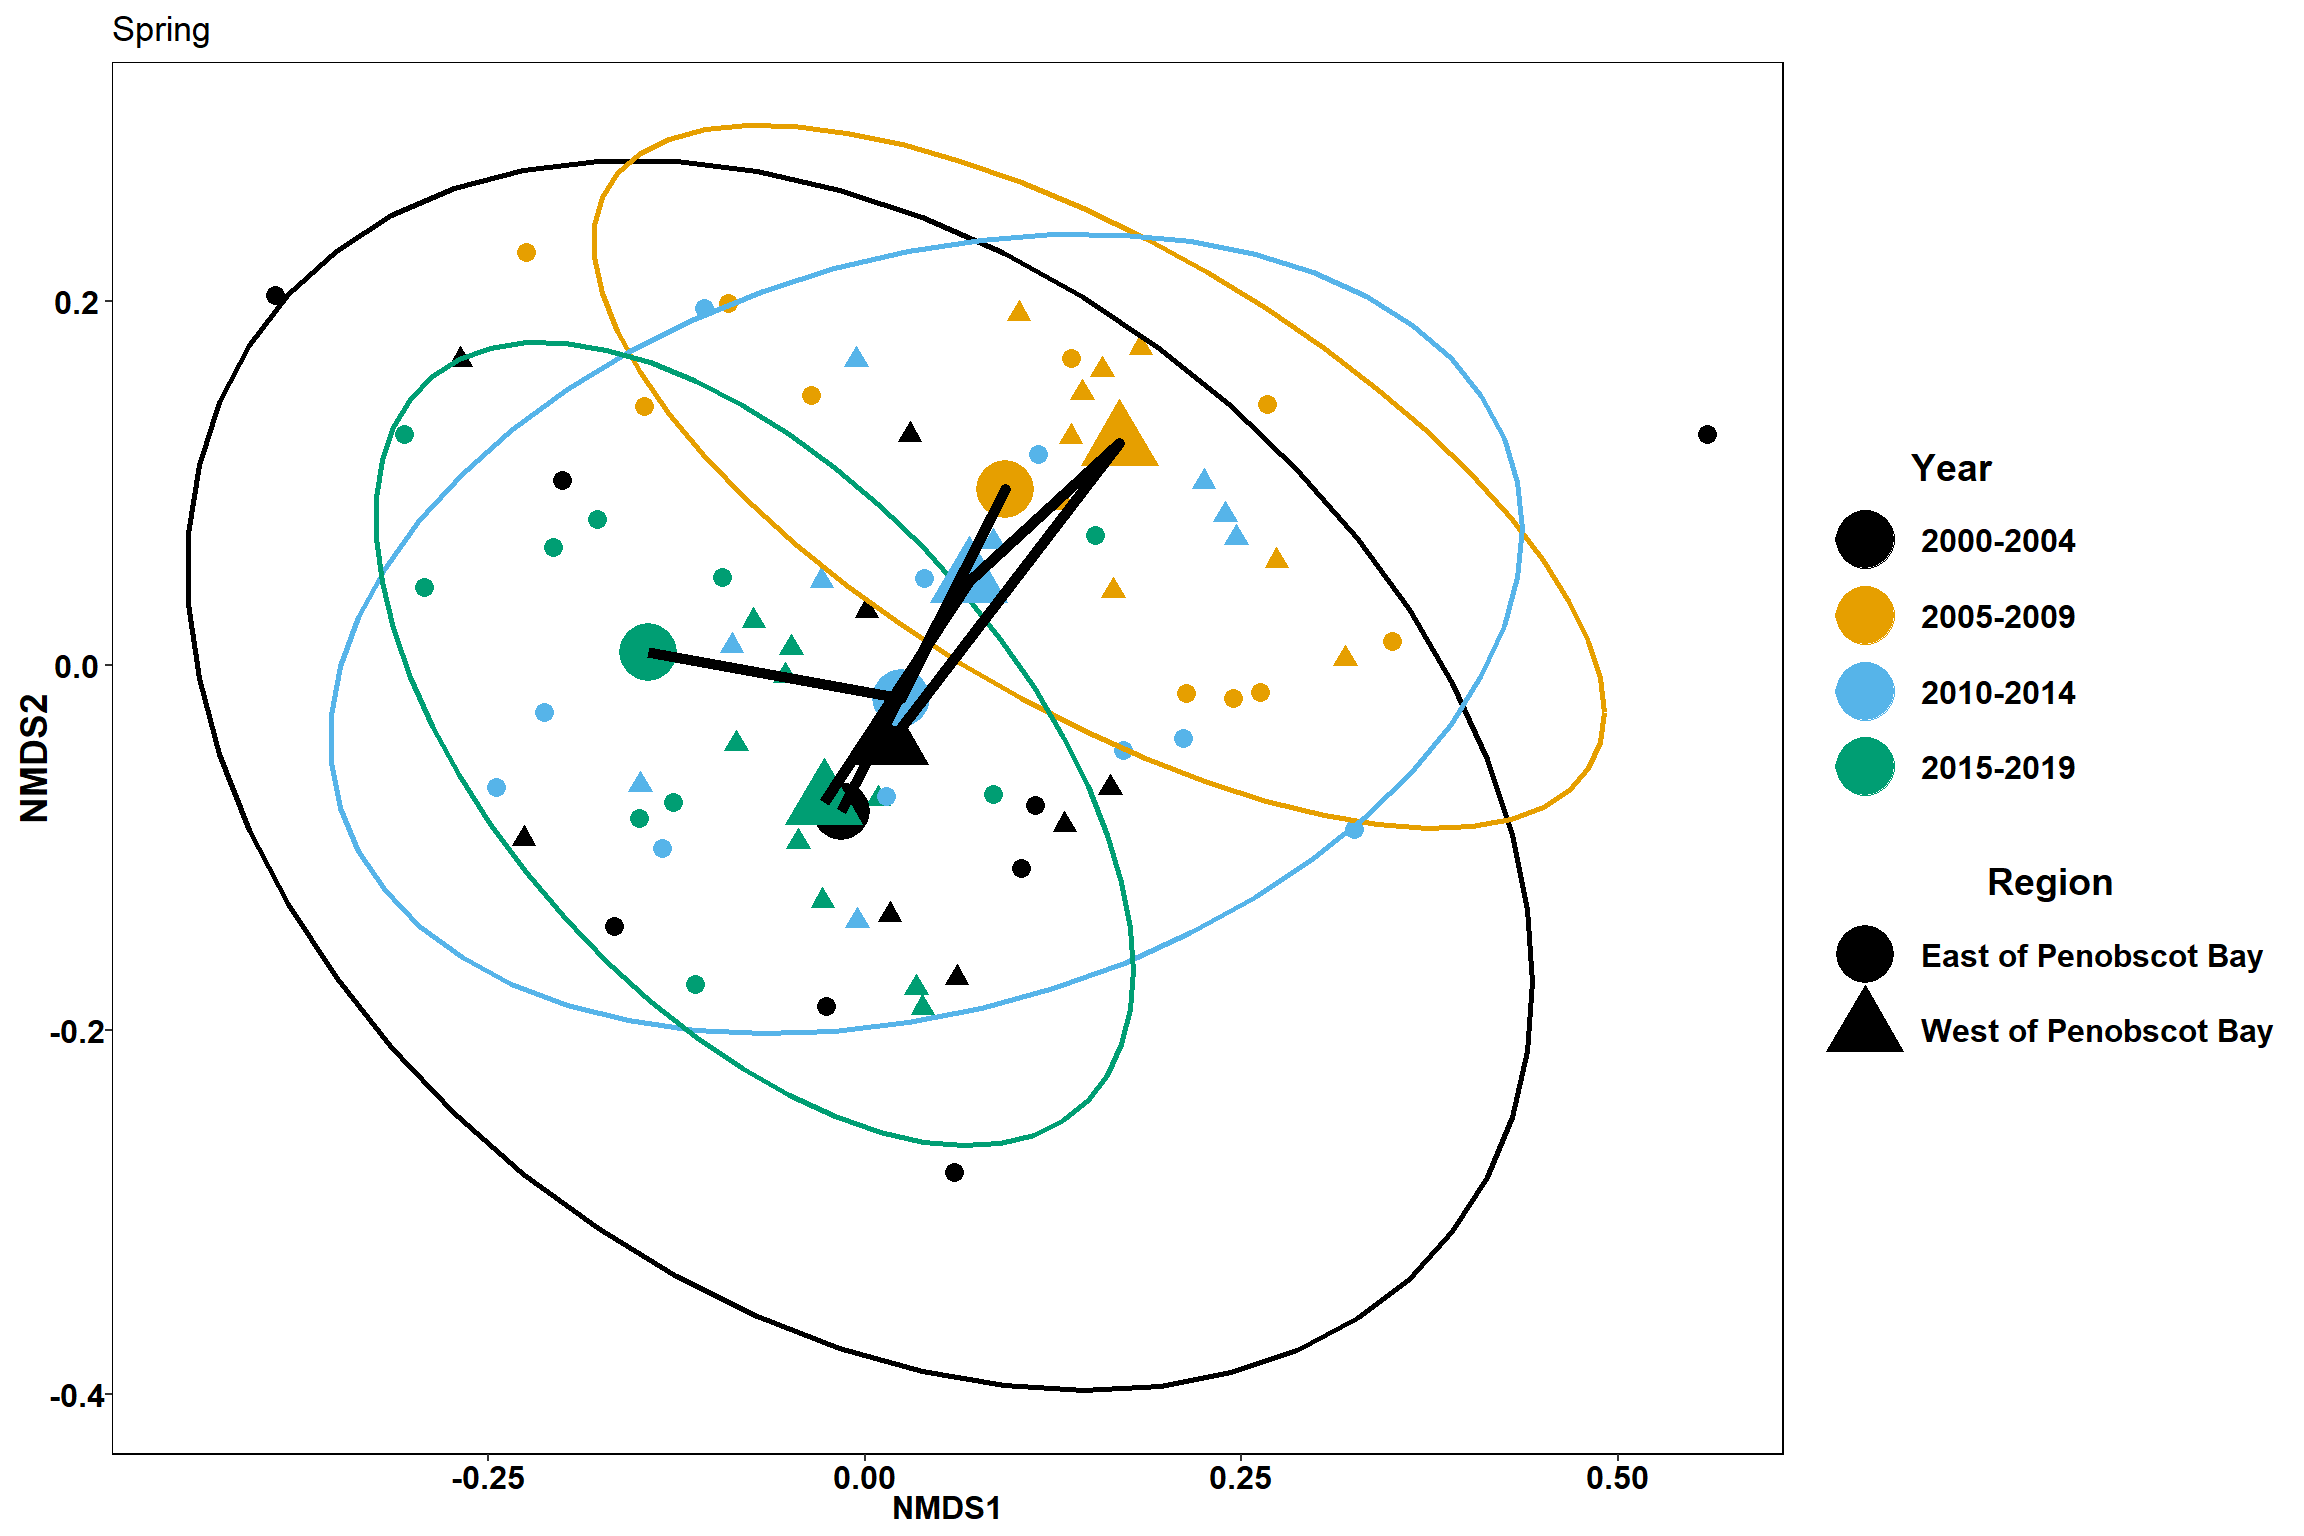 Spring
0.2
0.0
-0.2
-0.4
NMDS2
-0.25
0.00
0.25
0.50
NMDS1
Year
2000-2004
2005-2009
2010-2014
2015-2019
Region
East of Penobscot Bay
West of Penobscot Bay